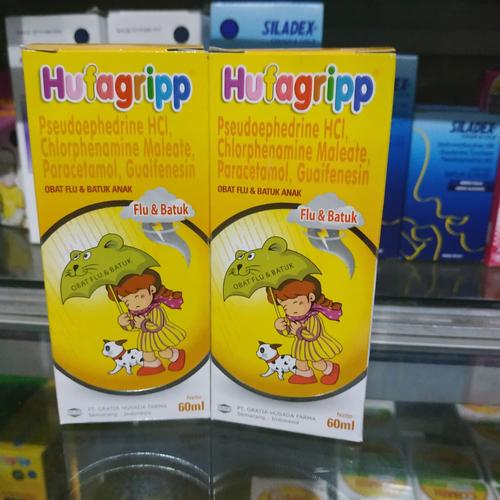 SILADEX
Hufagripp
Pseudoephedrine HCl,
Chlorphenamine Maleate,
Paracetamol, Guaifenesin
OBAT FLU & BATUK ANAK
Flu & Batuk
OBAT FLU & BATUK
Netto
60ml
PT. GRATIA HUSADA FARMA
Semarang - Indonesia
Hufagripp
Pseudoephedrine HCl,
Chlorphenamine Maleate,
Paracetamol, Guaifenesin
OBAT FLU & BATUK ANAK
Flu & Batuk
OBAT FLU & BATUK
Netto
60ml
PT. GRATIA HUSADA FARMA
Semarang - Indonesia
SILADEX